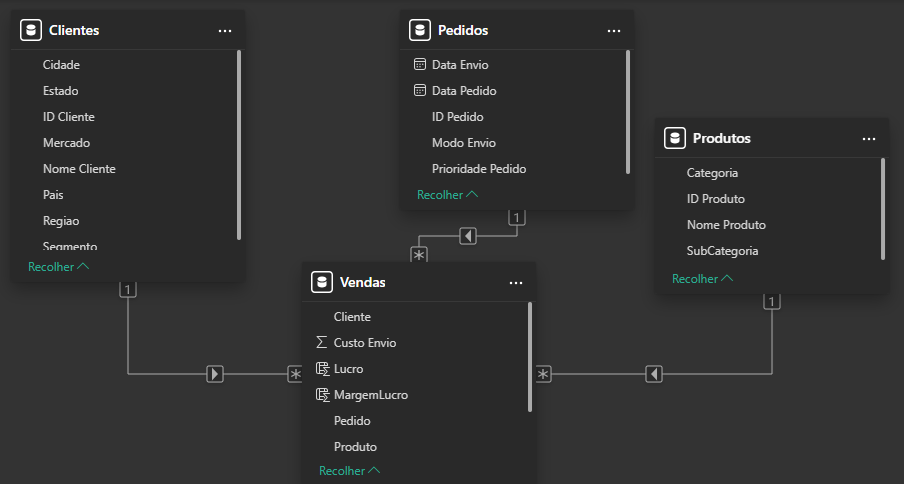 Clientes
Cidade
Estado
ID Cliente
Mercado
Nome Cliente
Pais
Regiao
Segmento
Recolher
1
Pedidos
Data Envio
Data Pedido
ID Pedido
Modo Envio
Prioridade Pedido
Recolher
1
*
Produtos
Categoria
ID Produto
Nome Produto
SubCategoria
Recolher
1
*
*
Vendas
Cliente
Custo Envio
Lucro
MargemLucro
Pedido
Produto
Recolher